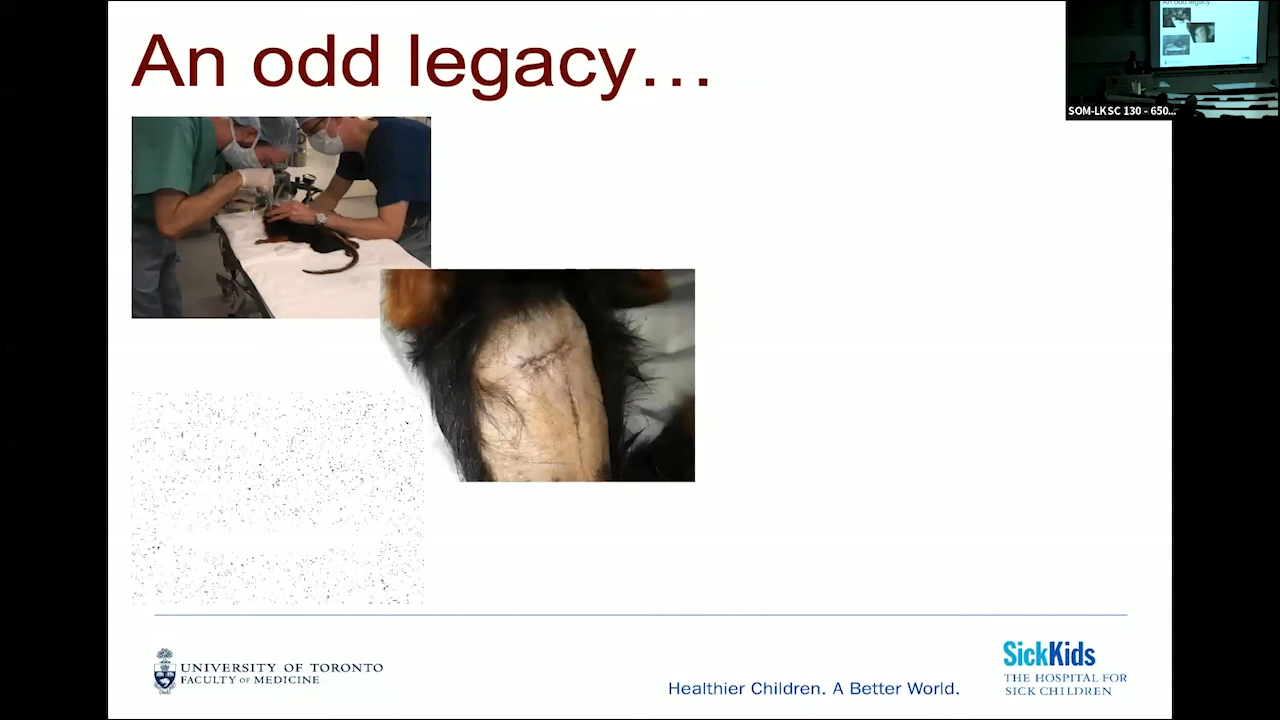 An odd legacy...
SOM-LKSC 130 - 650...
UNIVERSITY OF TORONTO
FACULTY OF MEDICINE
Healthier Children. A Better World.
SickKids
THE HOSPITAL FOR
SICK CHILDREN